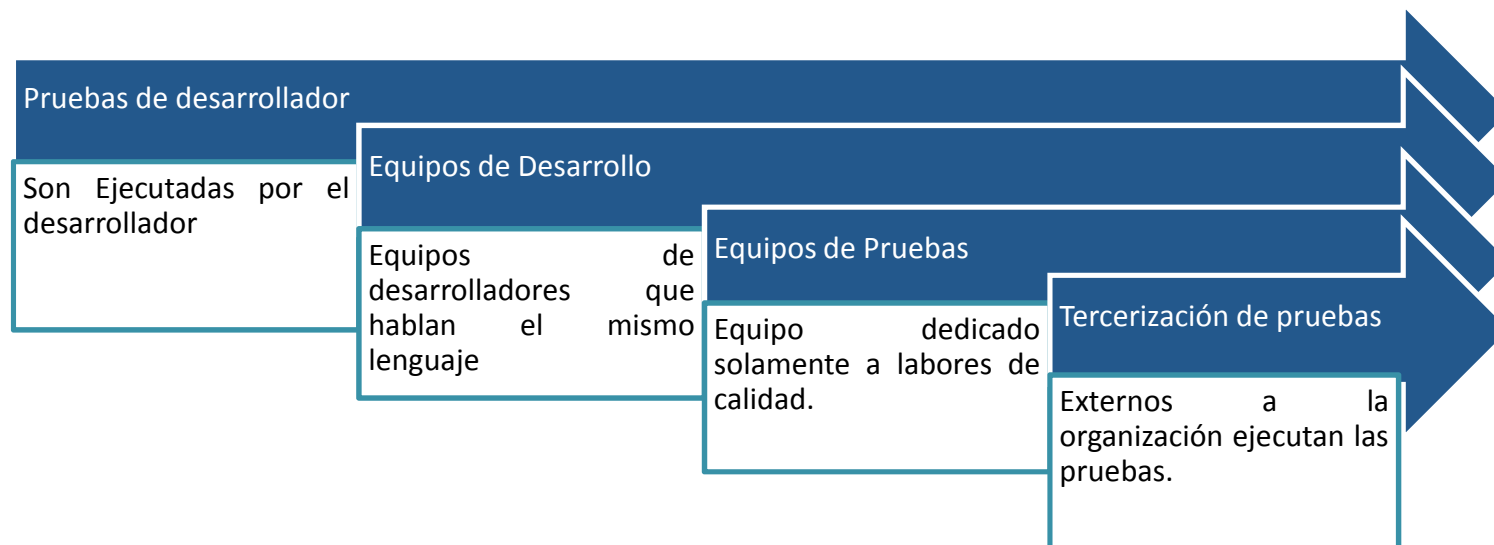 Pruebas de desarrollador
Son Ejecutadas por el
desarrollador
Equipos de Desarrollo
Equipos de
desarrolladores que
hablan el mismo
lenguaje
Equipos de Pruebas
Equipo dedicado
solamente a labores de
calidad.
Tercerización de pruebas
Externos a la
organización ejecutan las
pruebas.